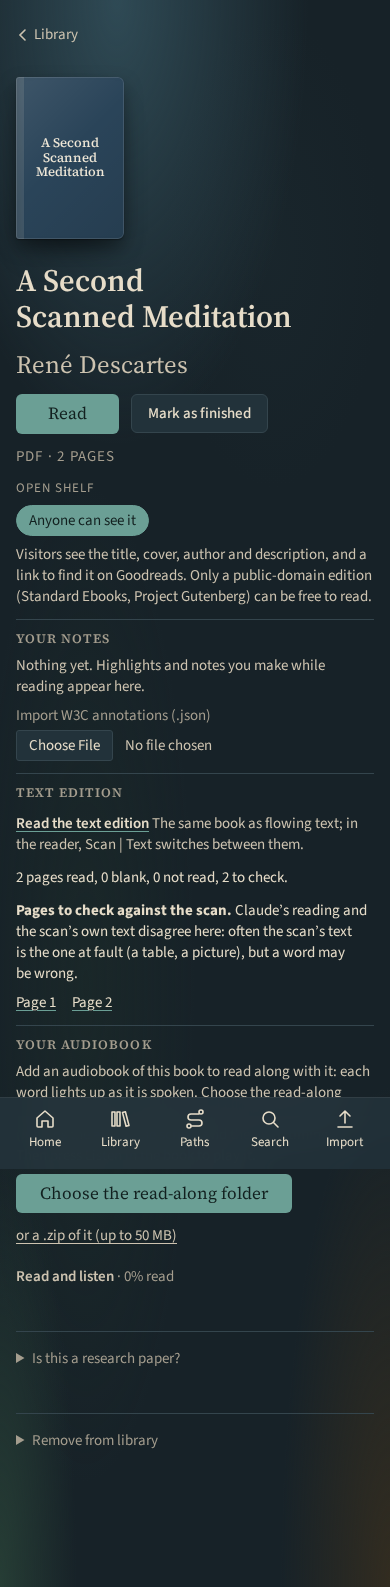 Library
A Second
Scanned
Meditation
A Second
Scanned Meditation
René Descartes
Read
Mark as finished
PDF · 2 PAGES
OPEN SHELF
Anyone can see it
Visitors see the title, cover, author and description, and a
link to find it on Goodreads. Only a public-domain edition
(Standard Ebooks, Project Gutenberg) can be free to read.
YOUR NOTES
Nothing yet. Highlights and notes you make while
reading appear here.
Import W3C annotations (.json)
Choose File No file chosen
TEXT EDITION
Read the text edition The same book as flowing text; in
the reader, Scan | Text switches between them.
2 pages read, 0 blank, 0 not read, 2 to check.
Pages to check against the scan. Claude’s reading and
the scan’s own text disagree here: often the scan’s text
is the one at fault (a table, a picture), but a word may
be wrong.
Page 1 Page 2
YOUR AUDIOBOOK
Add an audiobook of this book to read along with it: each
word lights up as it is spoken. Choose the read-along
Home Library Paths Search Import
Choose the read-along folder
or a .zip of it (up to 50 MB)
Read and listen · 0% read
Is this a research paper?
Remove from library